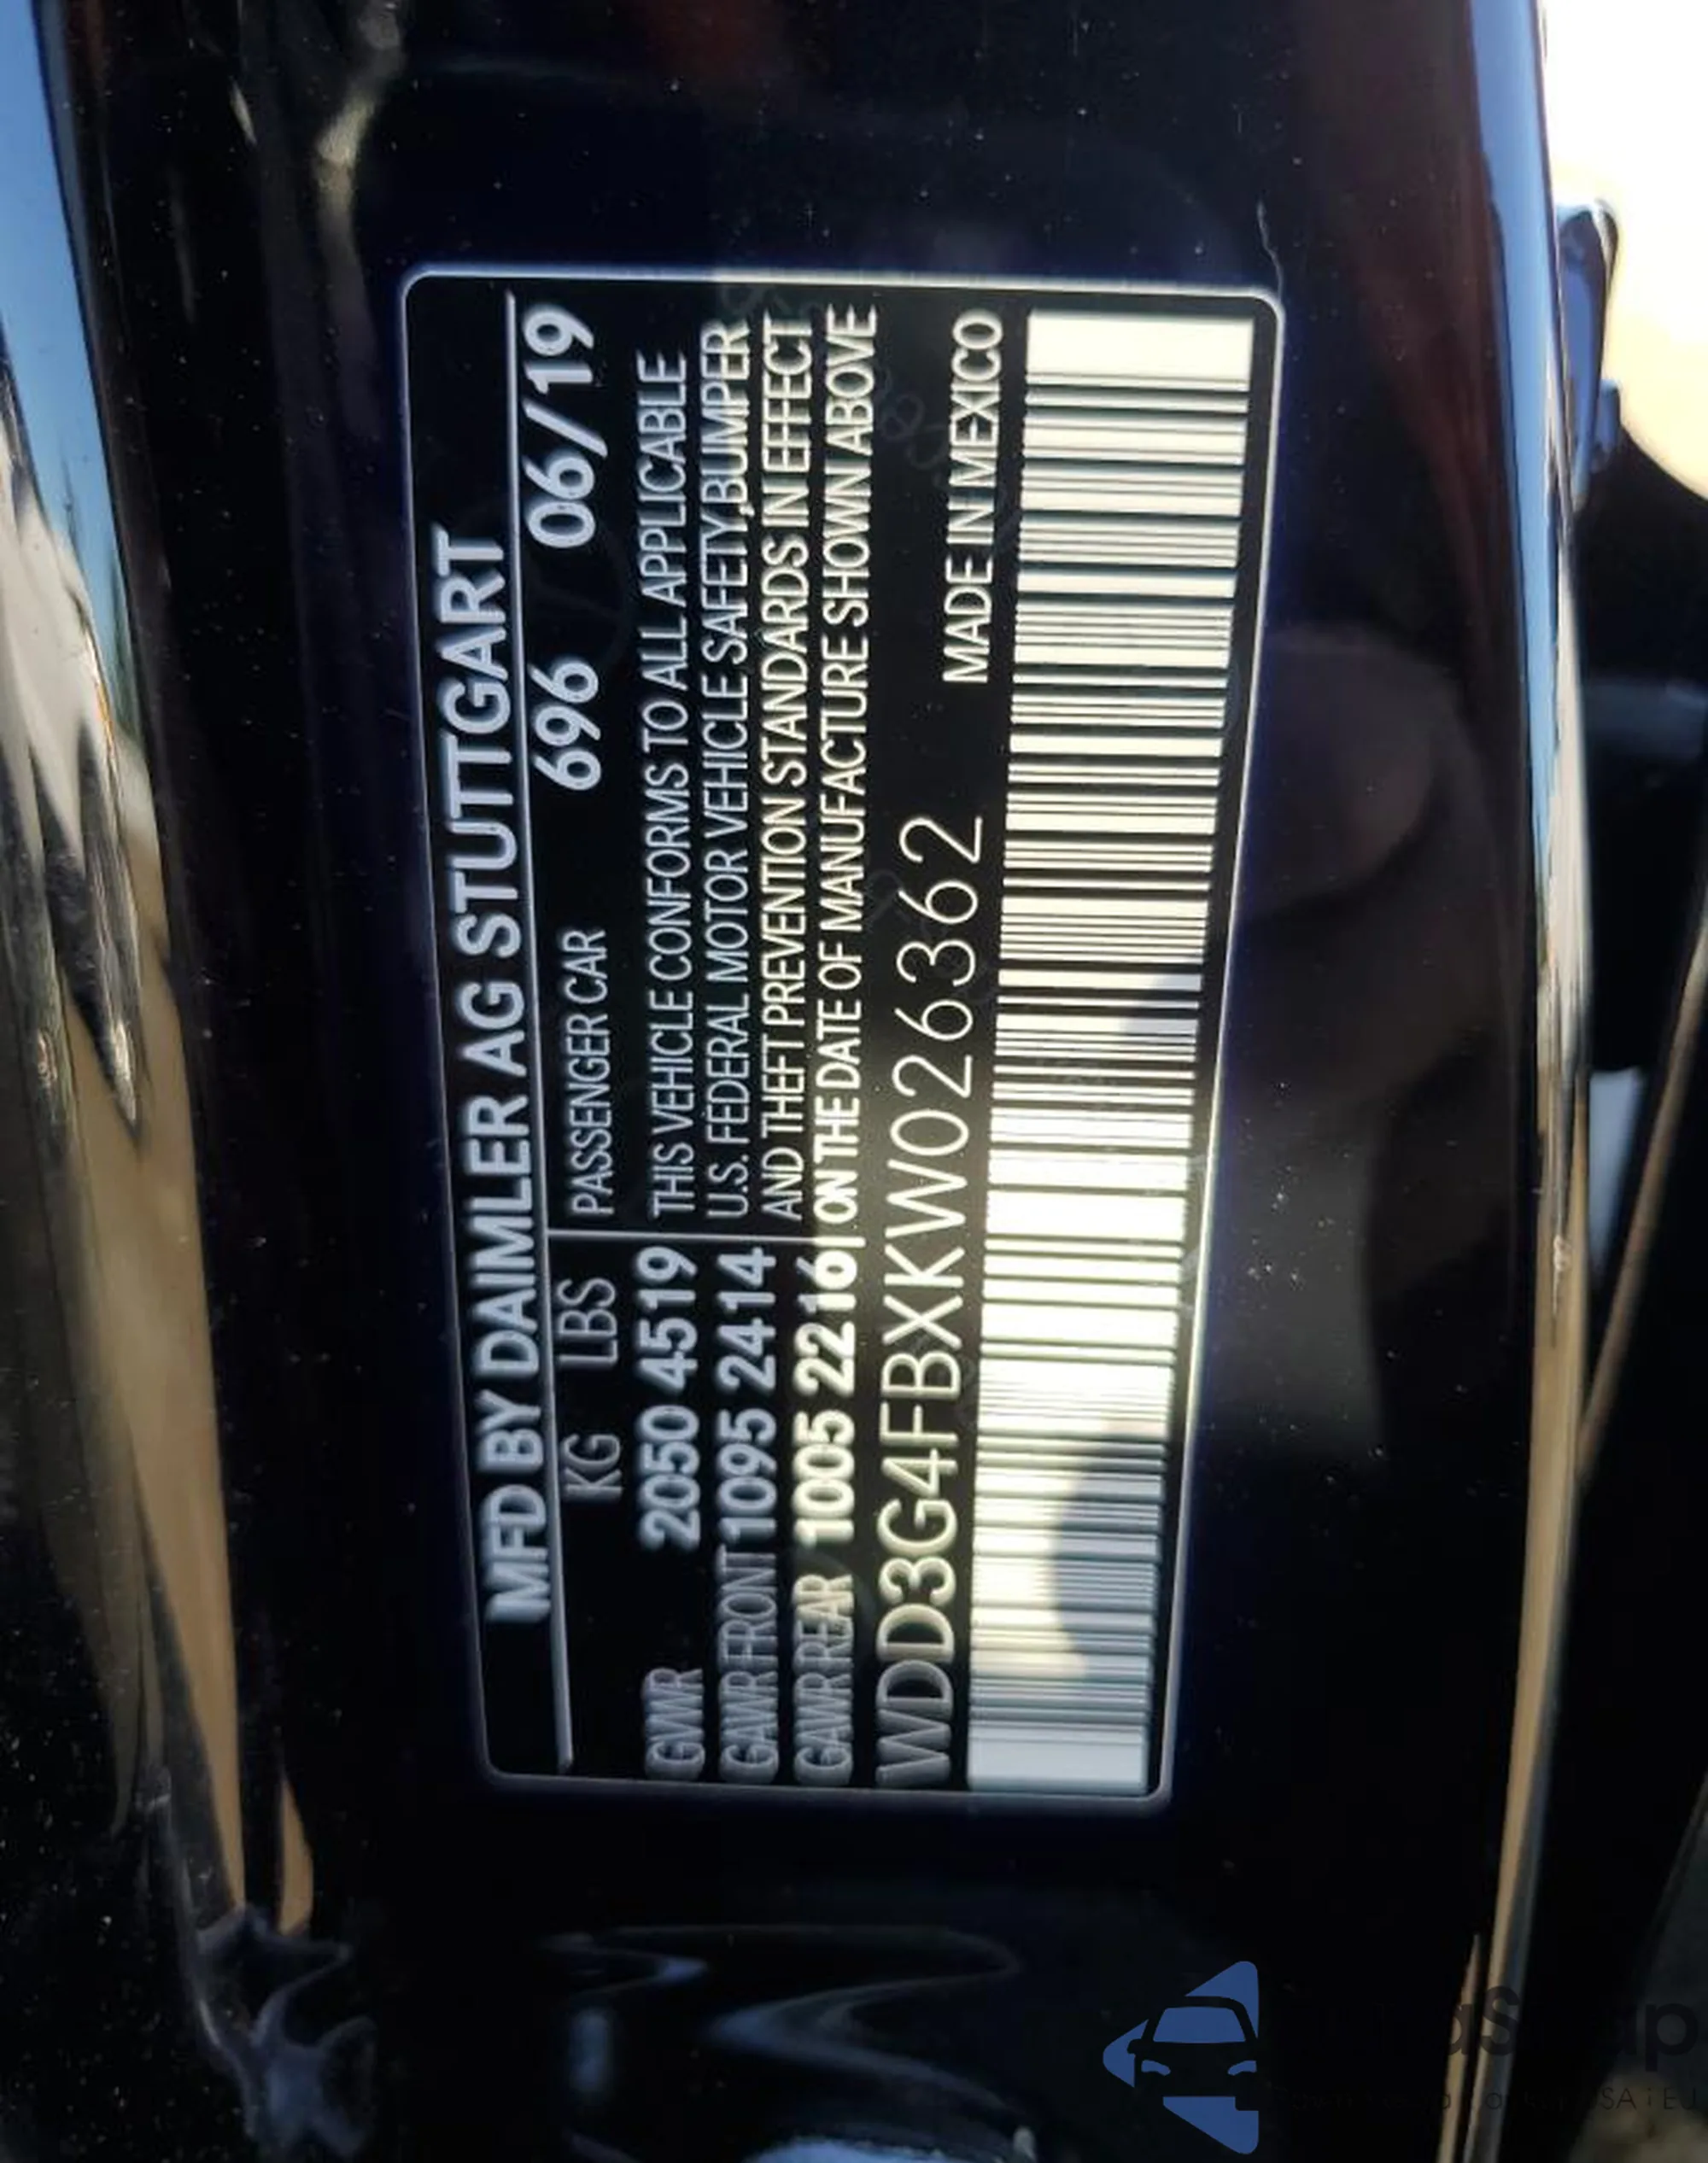 MFD BY DAIMLER AG STUTTGART
KG LBS PASSENGER CAR 696 06/19
GVWR 2050 4519 THIS VEHICLE CONFORMS TO ALL APPLICABLE
GAWR FRONT 1095 2414 U.S. FEDERAL MOTOR VEHICLE SAFETY,BUMPER
GAWR REAR 1005 2216 AND THEFT PREVENTION STANDARDS IN EFFECT
ON THE DATE OF MANUFACTURE SHOWN ABOVE
WDD3G4FBXKW026362 MADE IN MEXICO